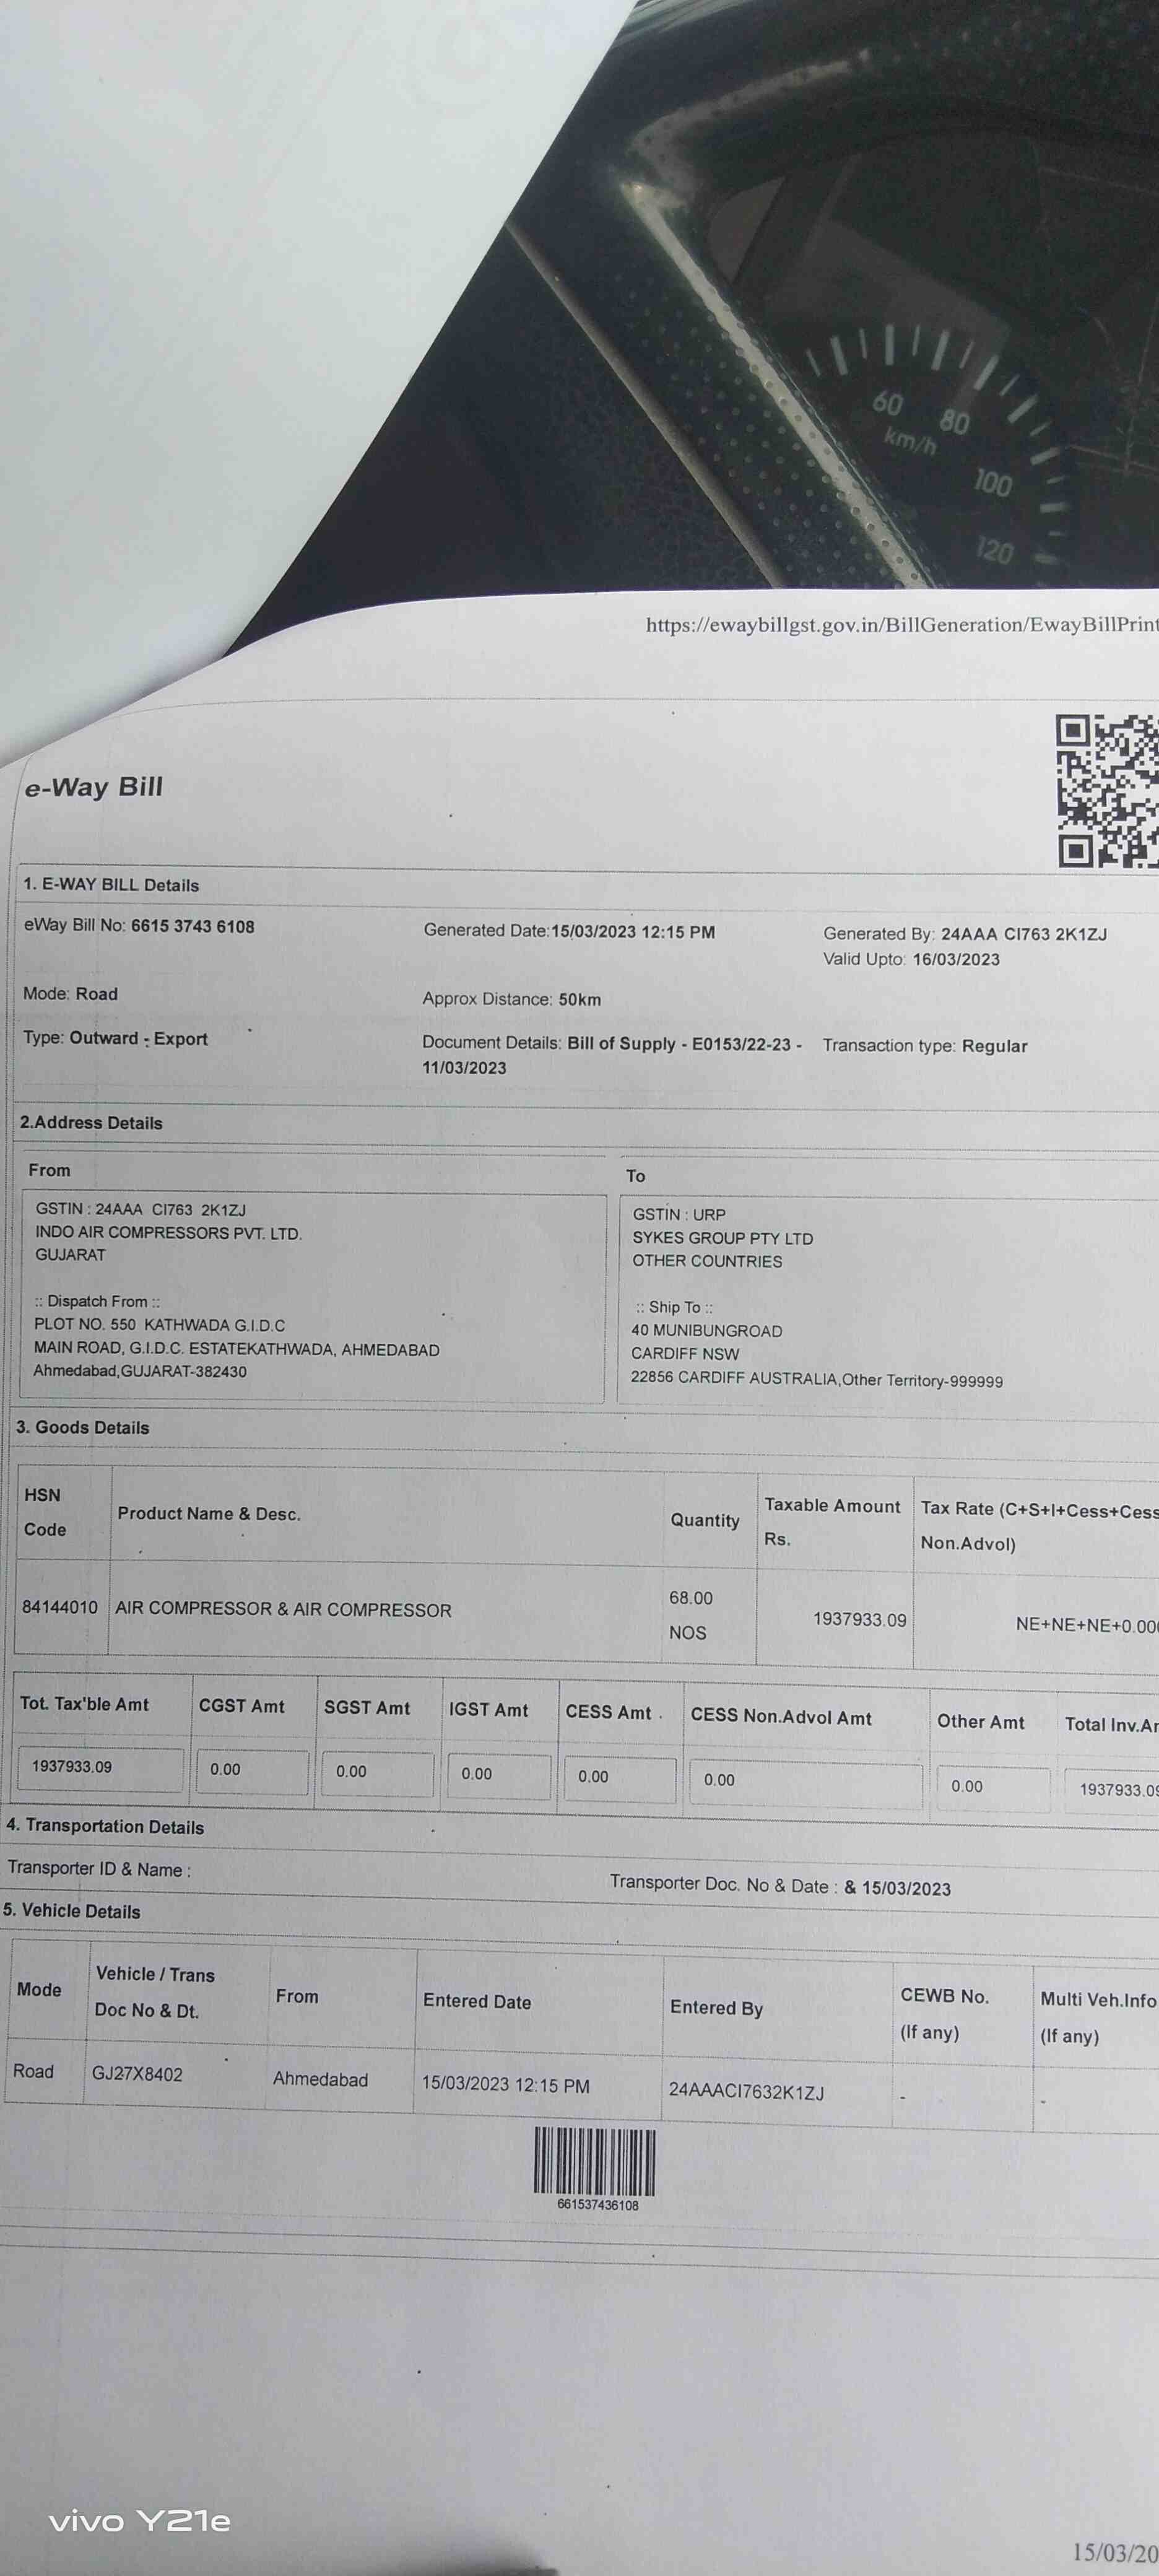 60 80
km/h
100
120
https://ewaybillgst.gov.in/BillGeneration/EwayBillPrint
e-Way Bill
1. E-WAY BILL Details
eWay Bill No: 6615 3743 6108 Generated Date:15/03/2023 12:15 PM Generated By: 24AAA CI763 2K1ZJ
Valid Upto: 16/03/2023
Mode: Road Approx Distance: 50km
Type: Outward - Export Document Details: Bill of Supply - E0153/22-23 - Transaction type: Regular
11/03/2023
2.Address Details
From To
GSTIN : 24AAA CI763 2K1ZJ
INDO AIR COMPRESSORS PVT. LTD.
GUJARAT
:: Dispatch From ::
PLOT NO. 550 KATHWADA G.I.D.C
MAIN ROAD, G.I.D.C. ESTATEKATHWADA, AHMEDABAD
Ahmedabad,GUJARAT-382430
GSTIN : URP
SYKES GROUP PTY LTD
OTHER COUNTRIES
:: Ship To ::
40 MUNIBUNGROAD
CARDIFF NSW
22856 CARDIFF AUSTRALIA,Other Territory-999999
3. Goods Details
HSN Code Product Name & Desc. Quantity Taxable Amount Rs. Tax Rate (C+S+I+Cess+Cess Non.Advol)
84144010 AIR COMPRESSOR & AIR COMPRESSOR 68.00 NOS 1937933.09 NE+NE+NE+0.00
Tot. Tax'ble Amt CGST Amt SGST Amt IGST Amt CESS Amt CESS Non.Advol Amt Other Amt Total Inv.A
1937933.09 0.00 0.00 0.00 0.00 0.00 0.00 1937933.09
4. Transportation Details
Transporter ID & Name : Transporter Doc. No & Date : & 15/03/2023
5. Vehicle Details
Mode Vehicle / Trans Doc No & Dt. From Entered Date Entered By CEWB No. (If any) Multi Veh.Info (If any)
Road GJ27X8402 Ahmedabad 15/03/2023 12:15 PM 24AAACI7632K1ZJ - -
661537436108
vivo Y21e
15/03/20